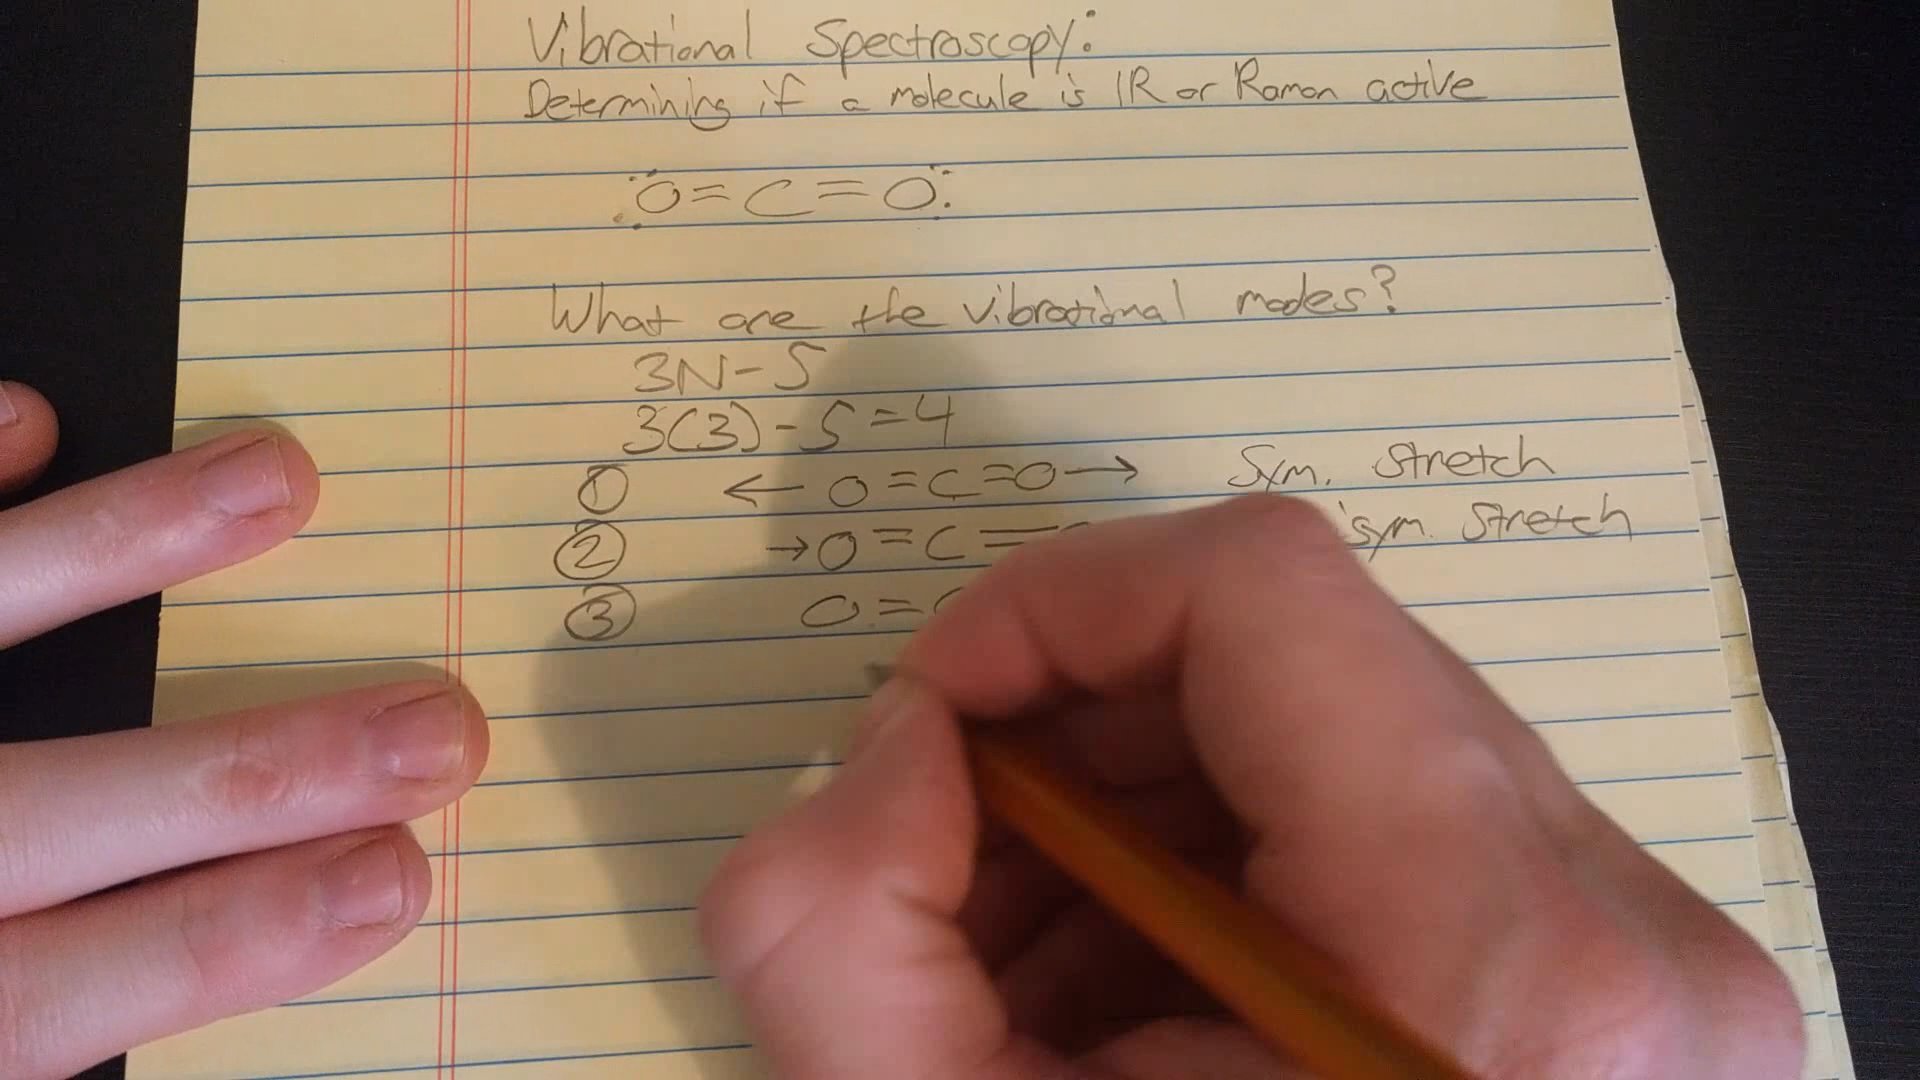 Vibrational Spectroscopy:
Determining if a molecule is IR or Raman active
:Ö=C=Ö:
What are the vibrational modes?
3N-5
3(3)-5=4
① ← O=C=O → Sym. Stretch
② →O=C= sym. Stretch
③ O=